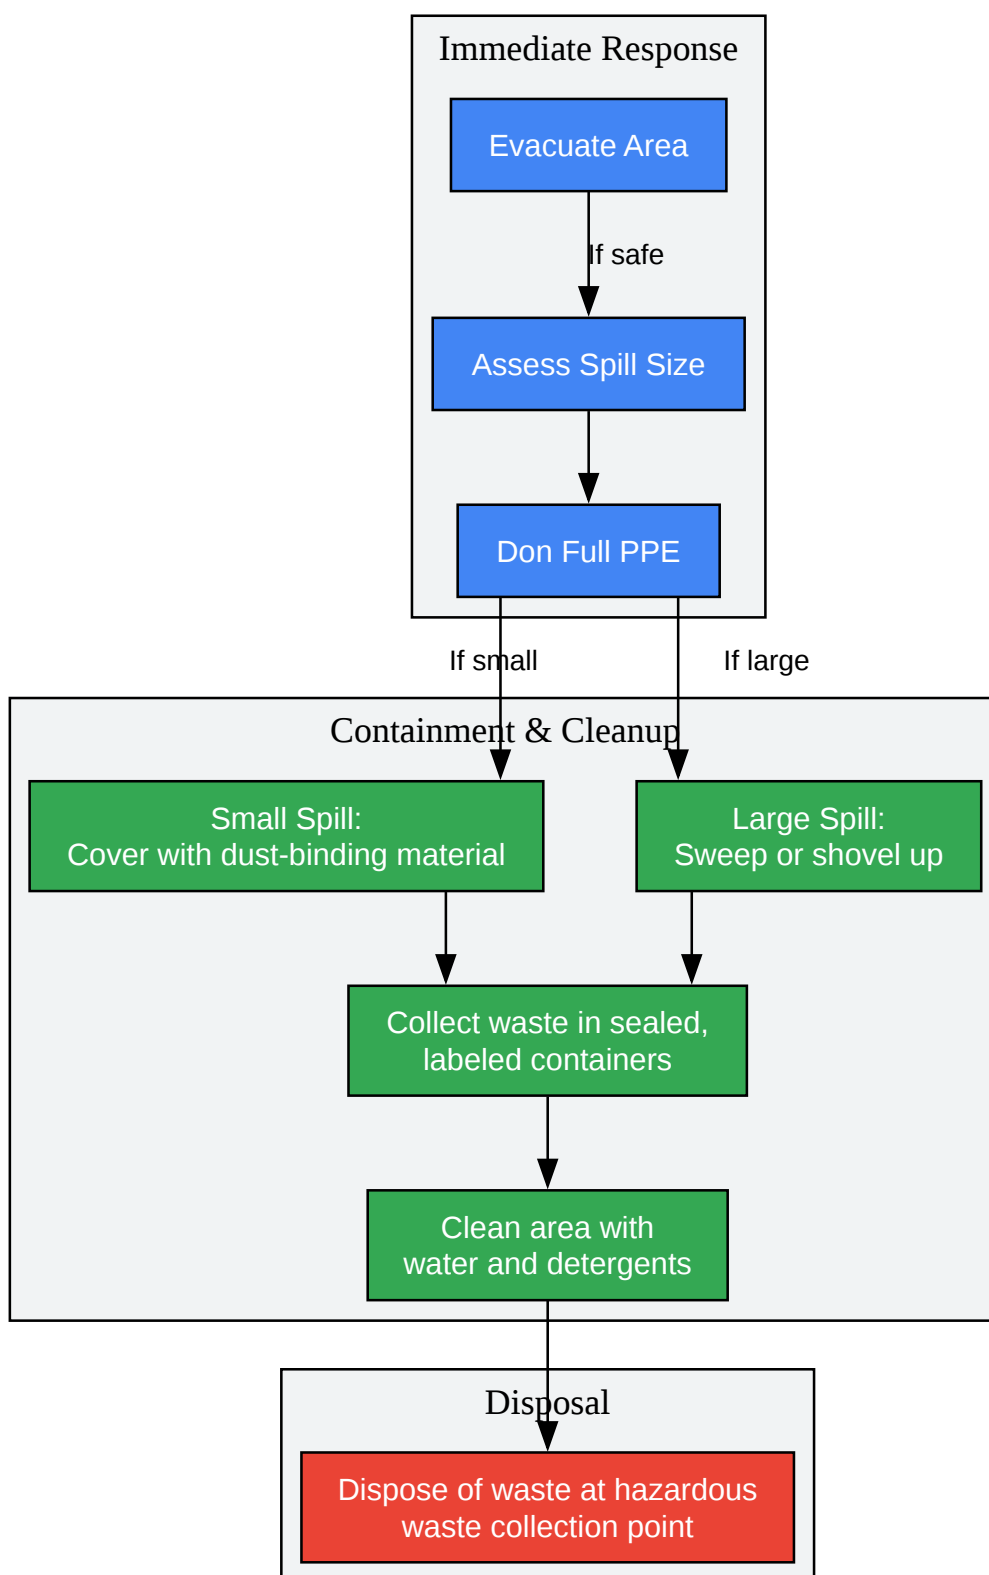 Immediate Response
Evacuate Area
If safe
Assess Spill Size
Don Full PPE
If small
If large
Containment & Cleanup
Small Spill:
Cover with dust-binding material
Large Spill:
Sweep or shovel up
Collect waste in sealed,
labeled containers
Clean area with
water and detergents
Disposal
Dispose of waste at hazardous
waste collection point